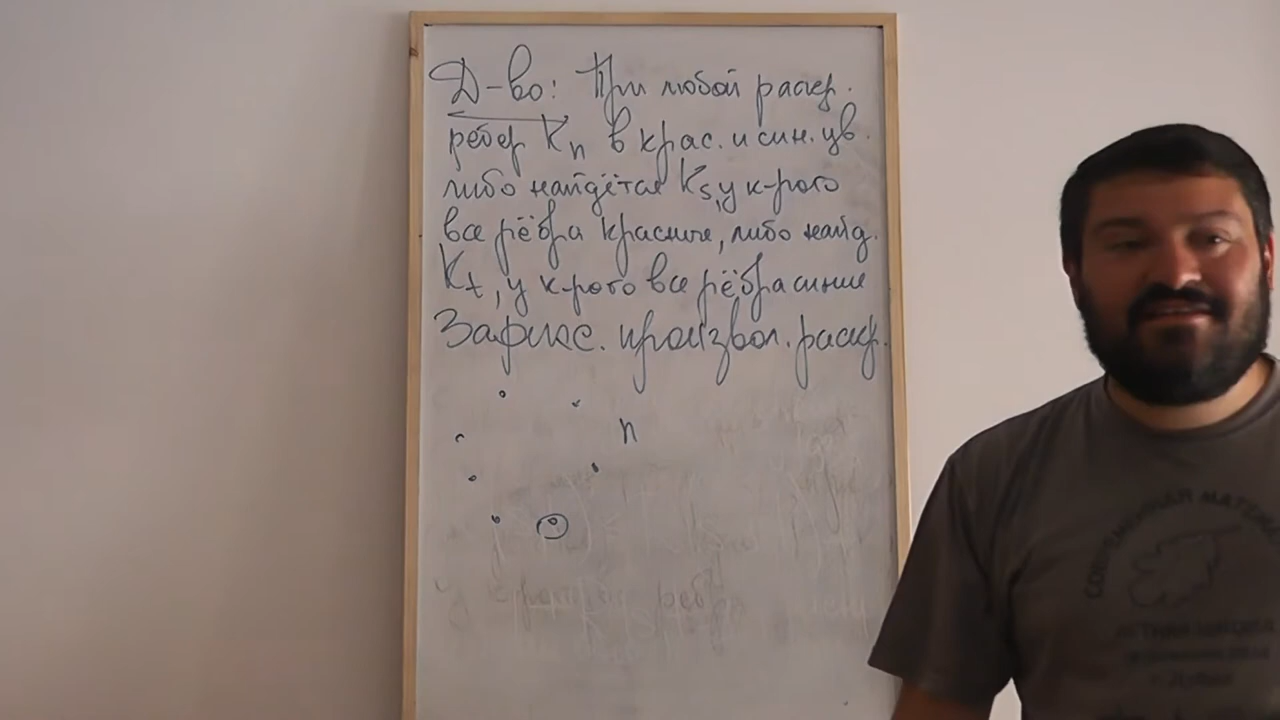 Д-во: При любой раскр.
рёбер Kn в крас. и син. цв.
либо найдётся Ks, у к-рого
все рёбра красные, либо найд.
Kt, у к-рого все рёбра синие
Зафикс. произвол. раскр.
n